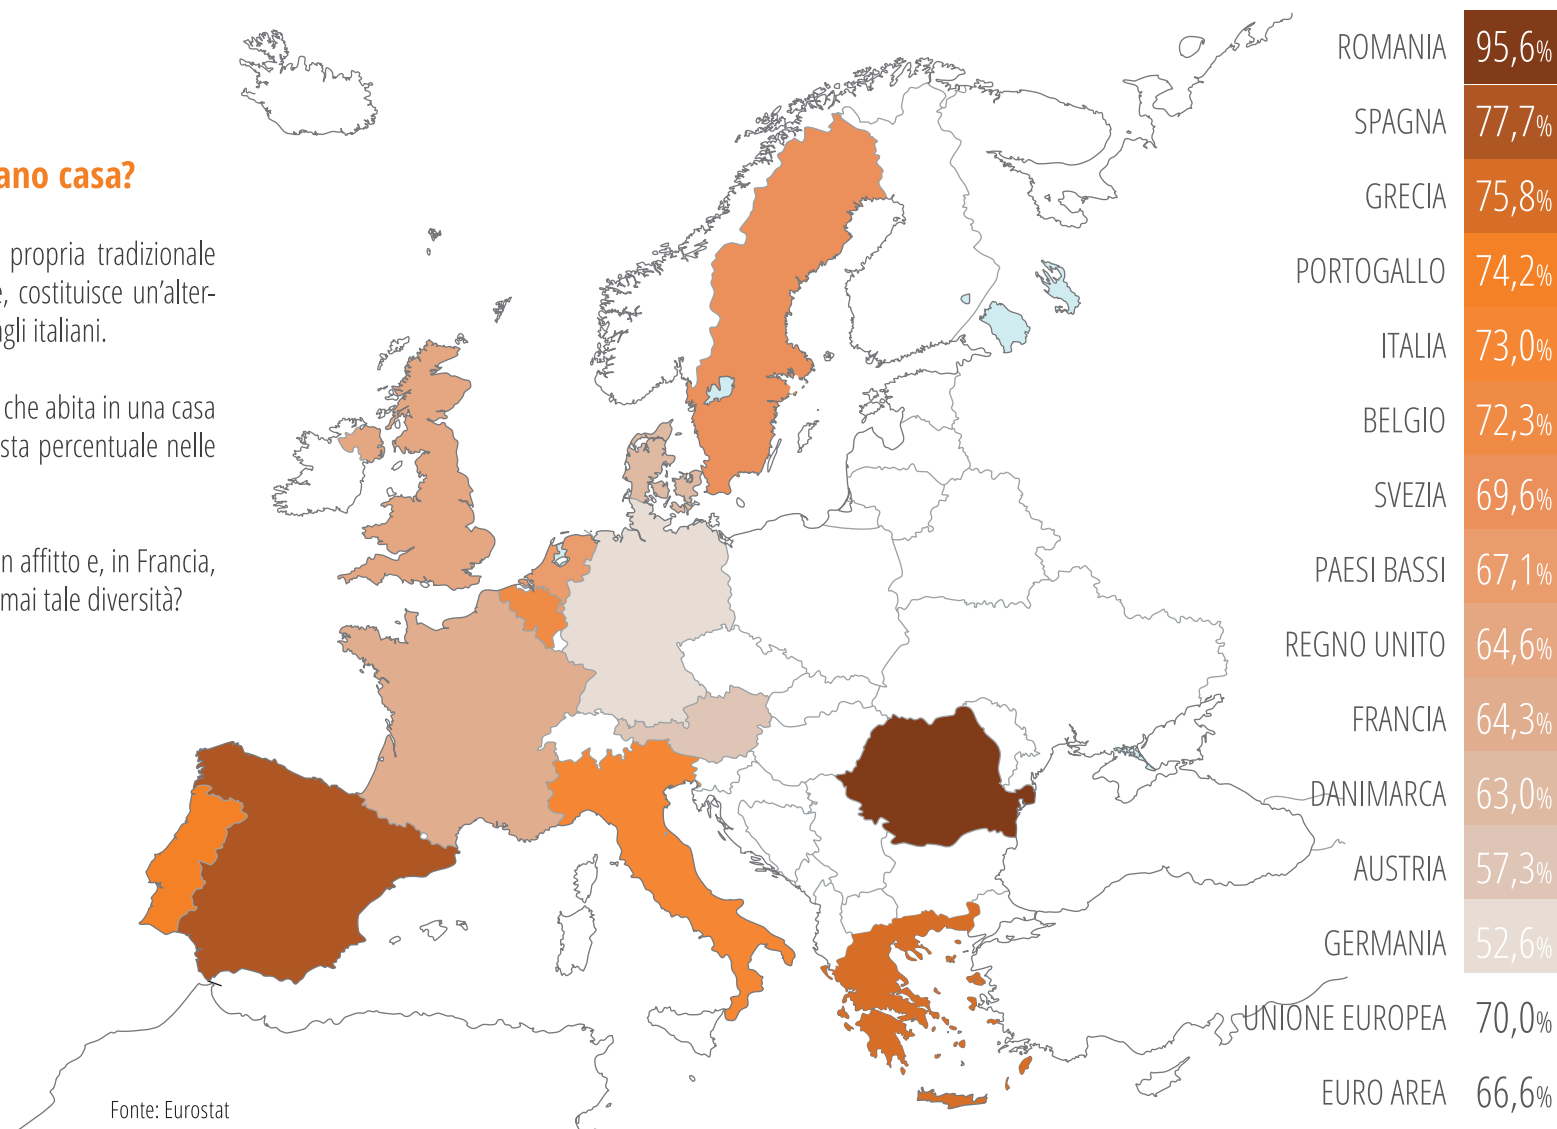 ano casa?
propria tradizionale
e, costituisce un’alter-
agli italiani.
che abita in una casa
sta percentuale nelle
n affitto e, in Francia,
mai tale diversità?
ROMANIA 95,6%
SPAGNA 77,7%
GRECIA 75,8%
PORTOGALLO 74,2%
ITALIA 73,0%
BELGIO 72,3%
SVEZIA 69,6%
PAESI BASSI 67,1%
REGNO UNITO 64,6%
FRANCIA 64,3%
DANIMARCA 63,0%
AUSTRIA 57,3%
GERMANIA 52,6%
UNIONE EUROPEA 70,0%
EURO AREA 66,6%
Fonte: Eurostat